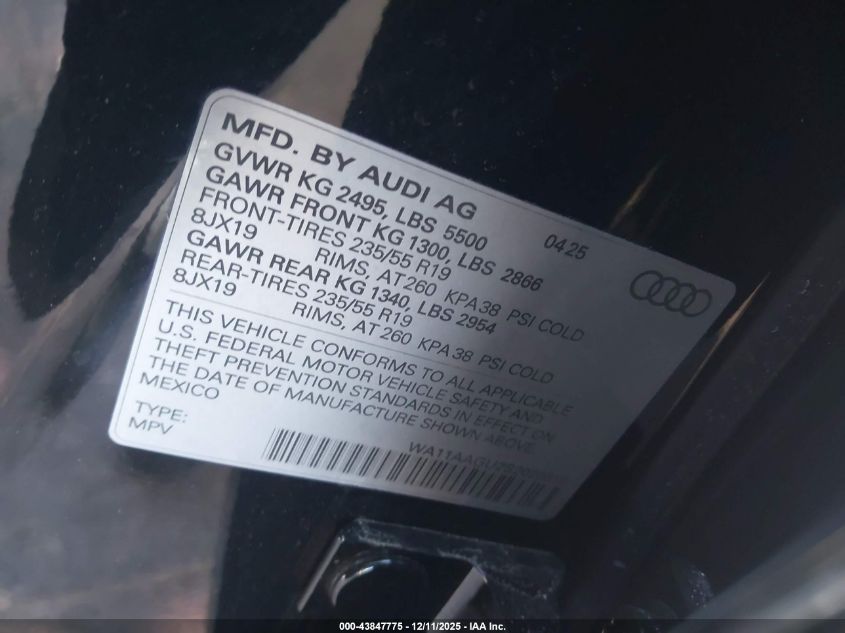 MFD. BY AUDI AG 04.25
GVWR KG 2495, LBS 5500
GAWR FRONT KG 1300, LBS 2866
FRONT-TIRES 235/55 R19
8JX19 RIMS, AT 260 KPA 38 PSI COLD
GAWR REAR KG 1340, LBS 2954
REAR-TIRES 235/55 R19
8JX19 RIMS, AT 260 KPA 38 PSI COLD
THIS VEHICLE CONFORMS TO ALL APPLICABLE
U.S. FEDERAL MOTOR VEHICLE SAFETY AND
THEFT PREVENTION STANDARDS IN EFFECT ON
THE DATE OF MANUFACTURE SHOWN ABOVE.
MEXICO
TYPE:
MPV
000-43847775 - 12/11/2025 - IAA Inc.